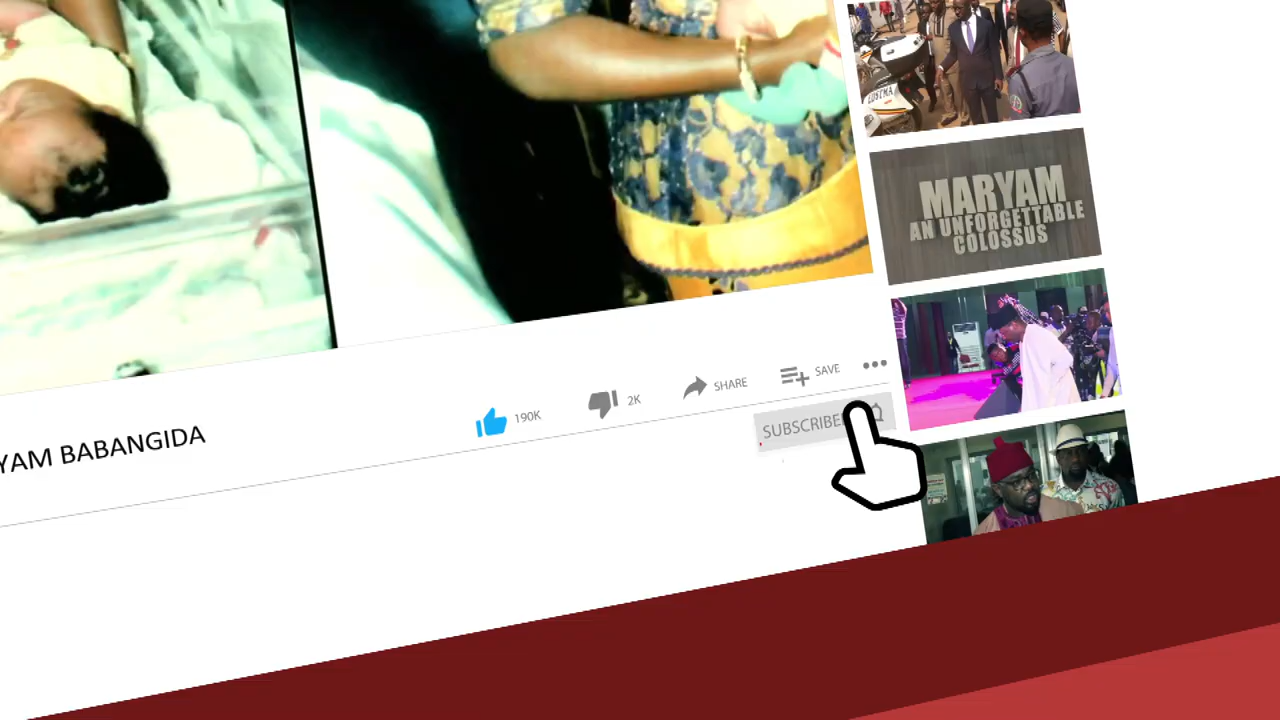 YAM BABANGIDA
190K
2K
SHARE
SAVE
SUBSCRIBE
MARYAM
AN UNFORGETTABLE
COLOSSUS